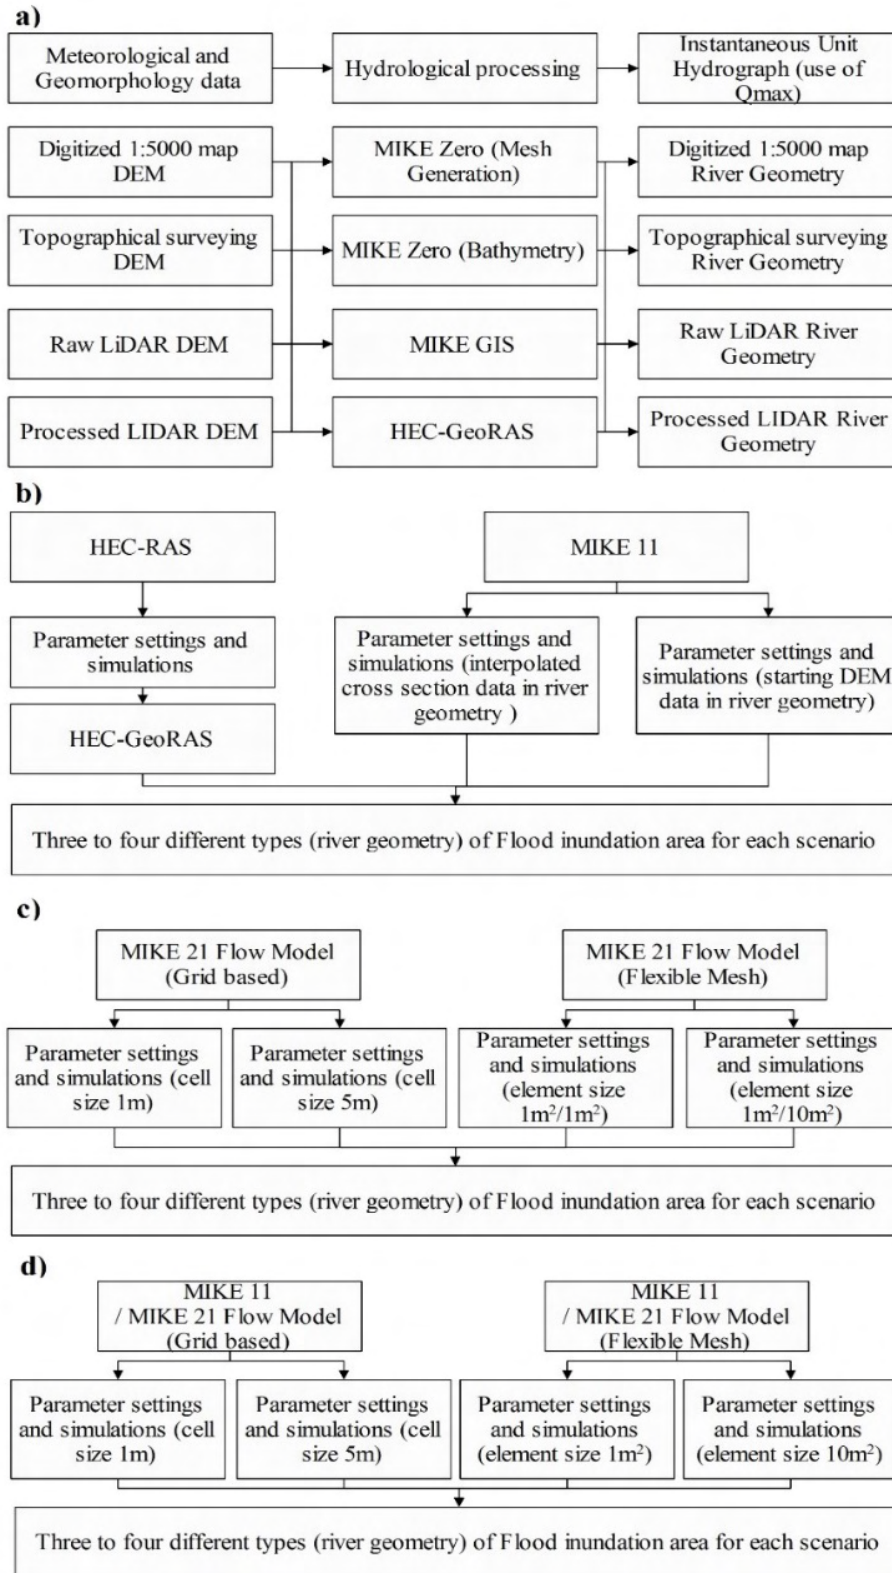 a)
Meteorological and
Geomorphology data
Hydrological processing
Instantaneous Unit
Hydrograph (use of
Qmax)
Digitized 1:5000 map
DEM
MIKE Zero (Mesh
Generation)
Digitized 1:5000 map
River Geometry
Topographical surveying
DEM
MIKE Zero (Bathymetry)
Topographical surveying
River Geometry
Raw LiDAR DEM
MIKE GIS
Raw LiDAR River
Geometry
Processed LIDAR DEM
HEC-GeoRAS
Processed LIDAR River
Geometry
b)
HEC-RAS
MIKE 11
Parameter settings and
simulations
Parameter settings and
simulations (interpolated
cross section data in river
geometry )
Parameter settings and
simulations (starting DEM
data in river geometry)
HEC-GeoRAS
Three to four different types (river geometry) of Flood inundation area for each scenario
c)
MIKE 21 Flow Model
(Grid based)
MIKE 21 Flow Model
(Flexible Mesh)
Parameter settings
and simulations (cell
size 1m)
Parameter settings
and simulations (cell
size 5m)
Parameter settings
and simulations
(element size
1m²/1m²)
Parameter settings
and simulations
(element size
1m²/10m²)
Three to four different types (river geometry) of Flood inundation area for each scenario
d)
MIKE 11
/ MIKE 21 Flow Model
(Grid based)
MIKE 11
/ MIKE 21 Flow Model
(Flexible Mesh)
Parameter settings
and simulations (cell
size 1m)
Parameter settings
and simulations (cell
size 5m)
Parameter settings
and simulations
(element size 1m²)
Parameter settings
and simulations
(element size 10m²)
Three to four different types (river geometry) of Flood inundation area for each scenario